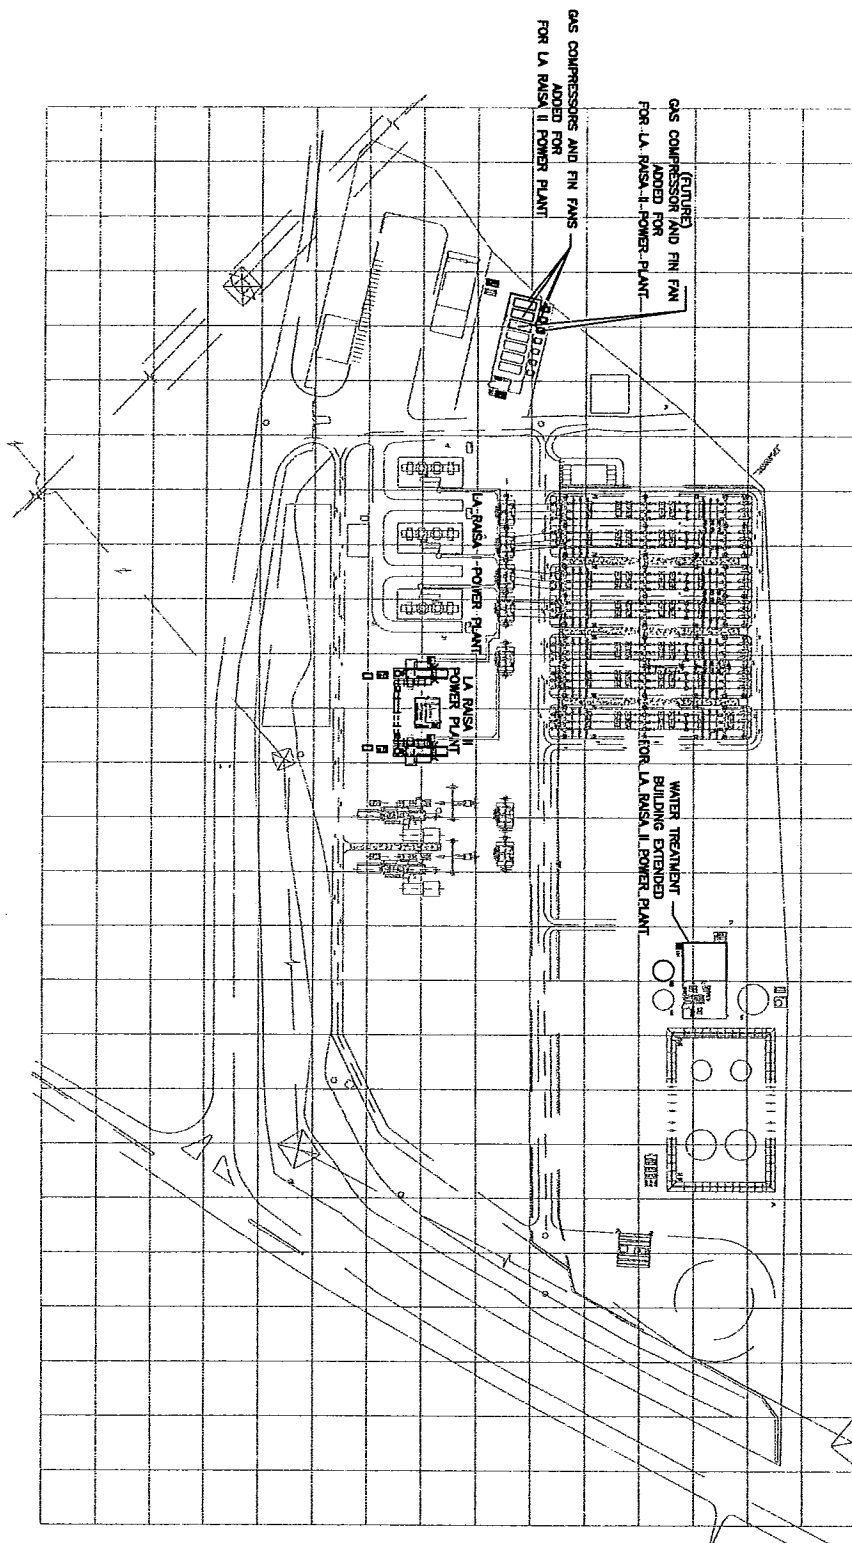 GAS COMPRESSORS AND FIN FANS
ADDED FOR
FOR LA RAISA II POWER PLANT
(FUTURE)
GAS COMPRESSOR AND FIN FAN
ADDED FOR
FOR LA RAISA II POWER PLANT
LA RAISA I POWER PLANT
LA RAISA II
POWER PLANT
WATER TREATMENT
BUILDING EXTENDED
FOR LA RAISA II POWER PLANT